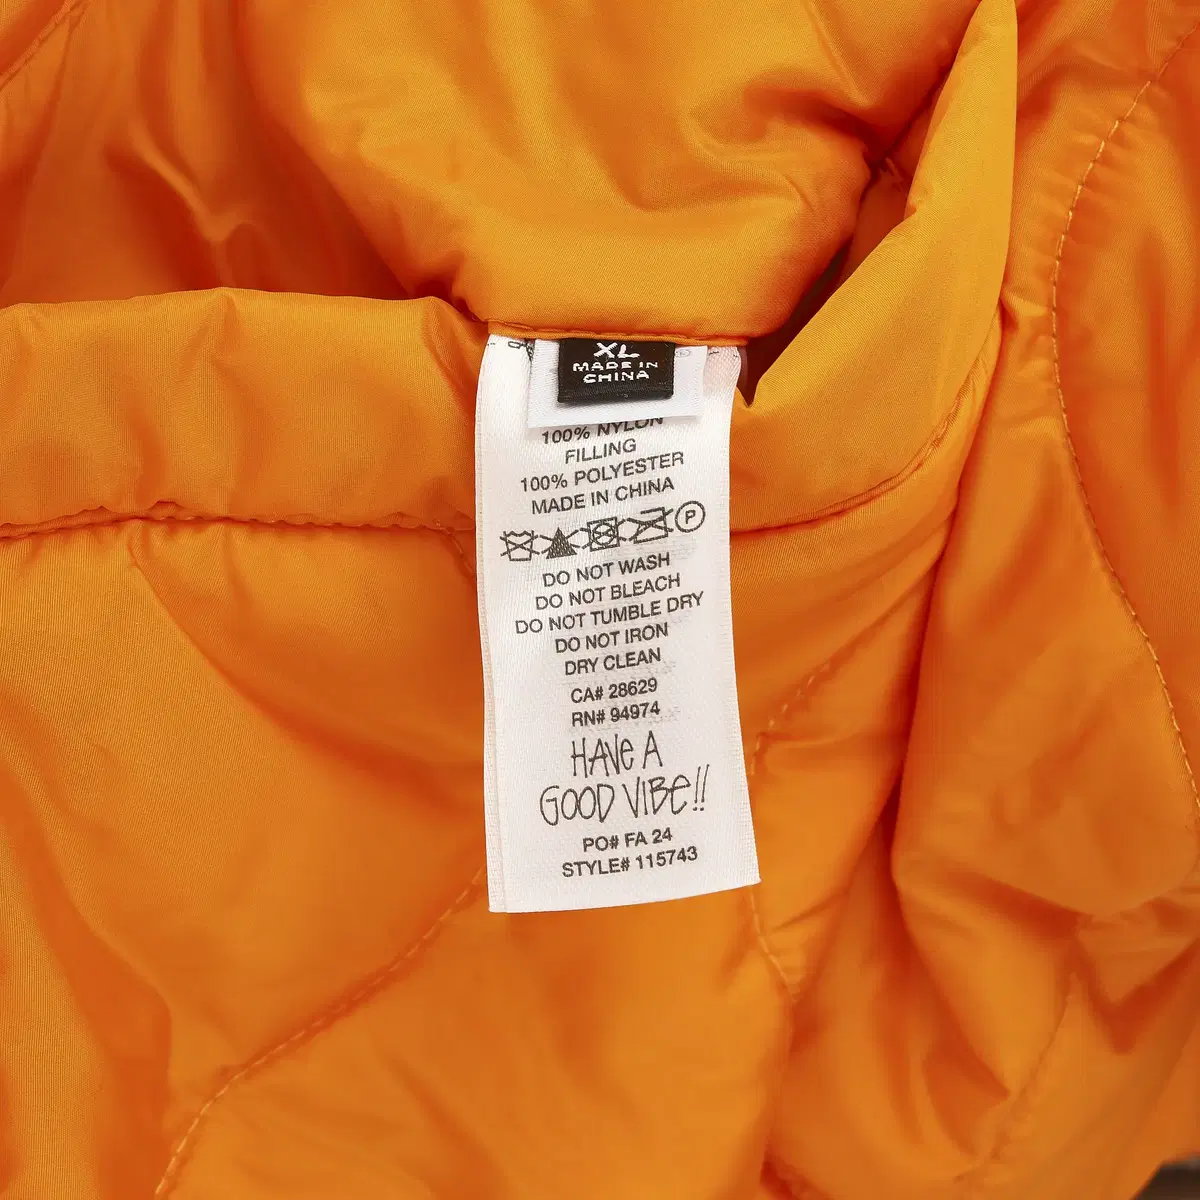 XL
MADE IN
CHINA
100% NYLON
FILLING
100% POLYESTER
MADE IN CHINA
P
DO NOT WASH
DO NOT BLEACH
DO NOT TUMBLE DRY
DO NOT IRON
DRY CLEAN
CA# 28629
RN# 94974
HAVE A
GOOD VIBE!!
PO# FA 24
STYLE# 115743